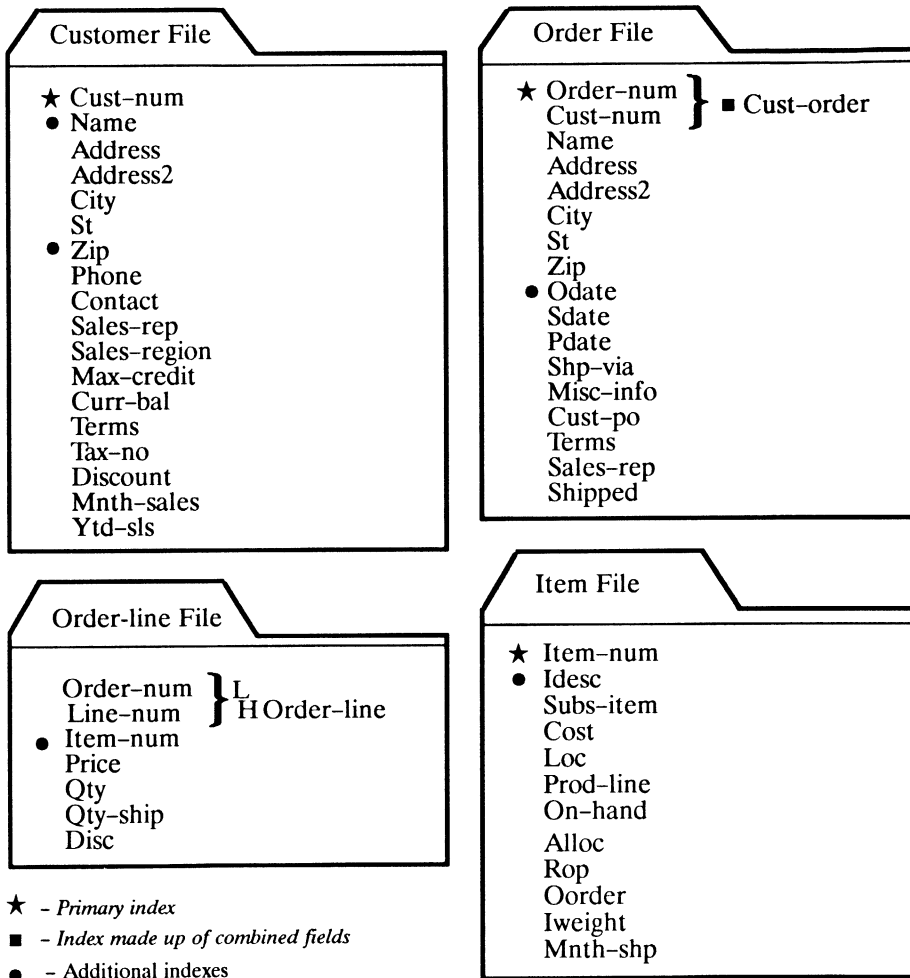 Customer File
★ Cust-num
● Name
Address
Address2
City
St
● Zip
Phone
Contact
Sales-rep
Sales-region
Max-credit
Curr-bal
Terms
Tax-no
Discount
Mnth-sales
Ytd-sls
Order File
★ Order-num
Cust-num
■ Cust-order
Name
Address
Address2
City
St
Zip
● Odate
Sdate
Pdate
Shp-via
Misc-info
Cust-po
Terms
Sales-rep
Shipped
Order-line File
Order-num
Line-num
L
H Order-line
● Item-num
Price
Qty
Qty-ship
Disc
Item File
★ Item-num
● Idesc
Subs-item
Cost
Loc
Prod-line
On-hand
Alloc
Rop
Oorder
Iweight
Mnth-shp
★ - Primary index
■ - Index made up of combined fields
● - Additional indexes